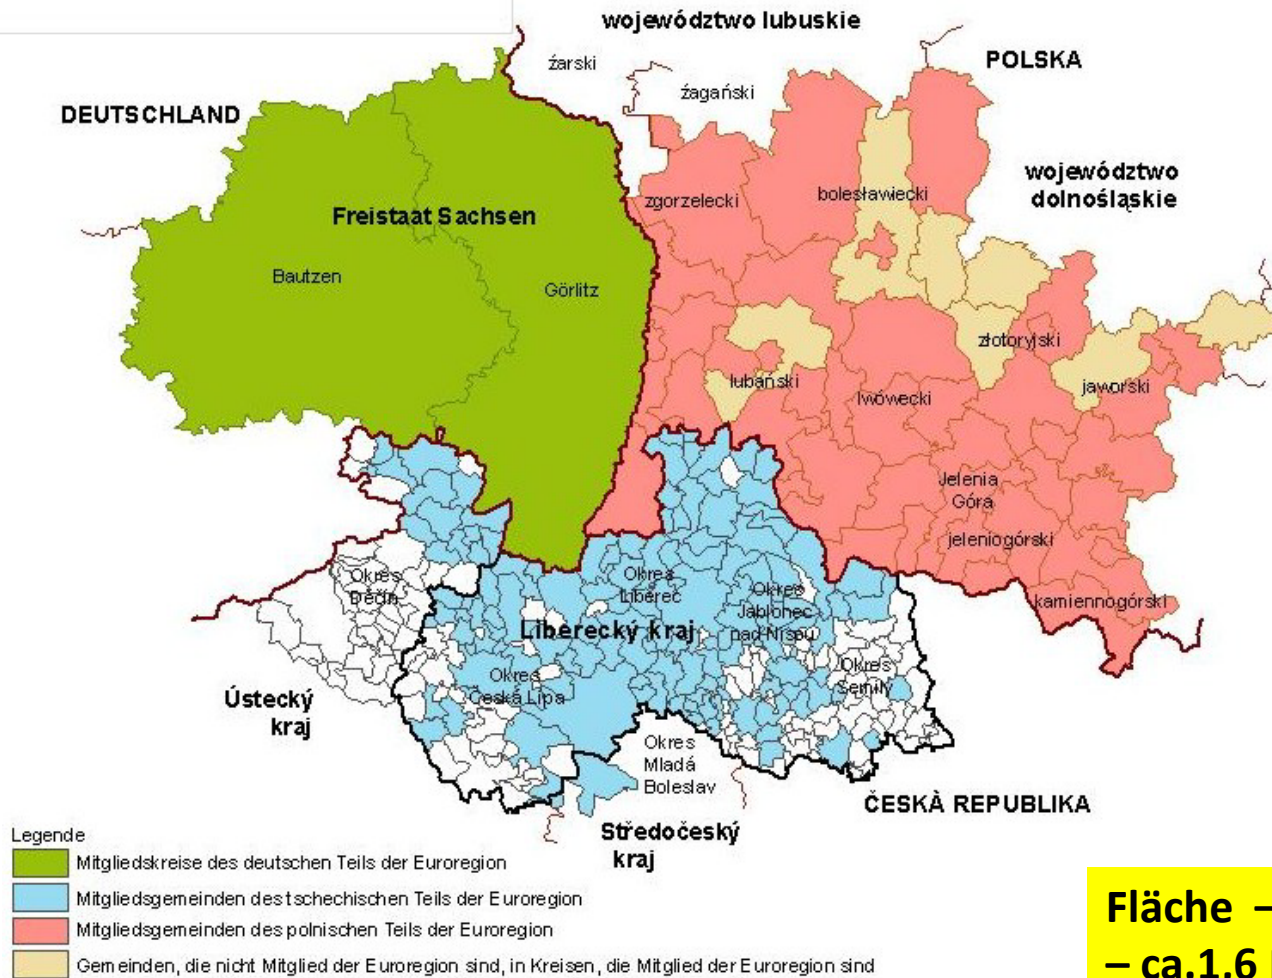 województwo lubuskie
żarski
żagański
POLSKA
DEUTSCHLAND
województwo
dolnośląskie
zgorzelecki
bolesławiecki
Freistaat Sachsen
Bautzen
Görlitz
złotoryjski
lubański
lwówecki
jaworski
Jelenia
Góra
jeleniogórski
kamiennogórski
Okres
Děčín
Okres
Liberec
Okres
Jablonec
pad Nisou
Liberecký kraj
Okres
Česká Lípa
Okres
Semily
Ústecký
kraj
Okres
Mladá
Boleslav
ČESKÀ REPUBLIKA
Středočeský
kraj
Legende
Mitgliedskreise des deutschen Teils der Euroregion
Mitgliedsgemeinden des tschechischen Teils der Euroregion
Mitgliedsgemeinden des polnischen Teils der Euroregion
Gemeinden, die nicht Mitglied der Euroregion sind, in Kreisen, die Mitglied der Euroregion sind
Fläche –
– ca.1,6